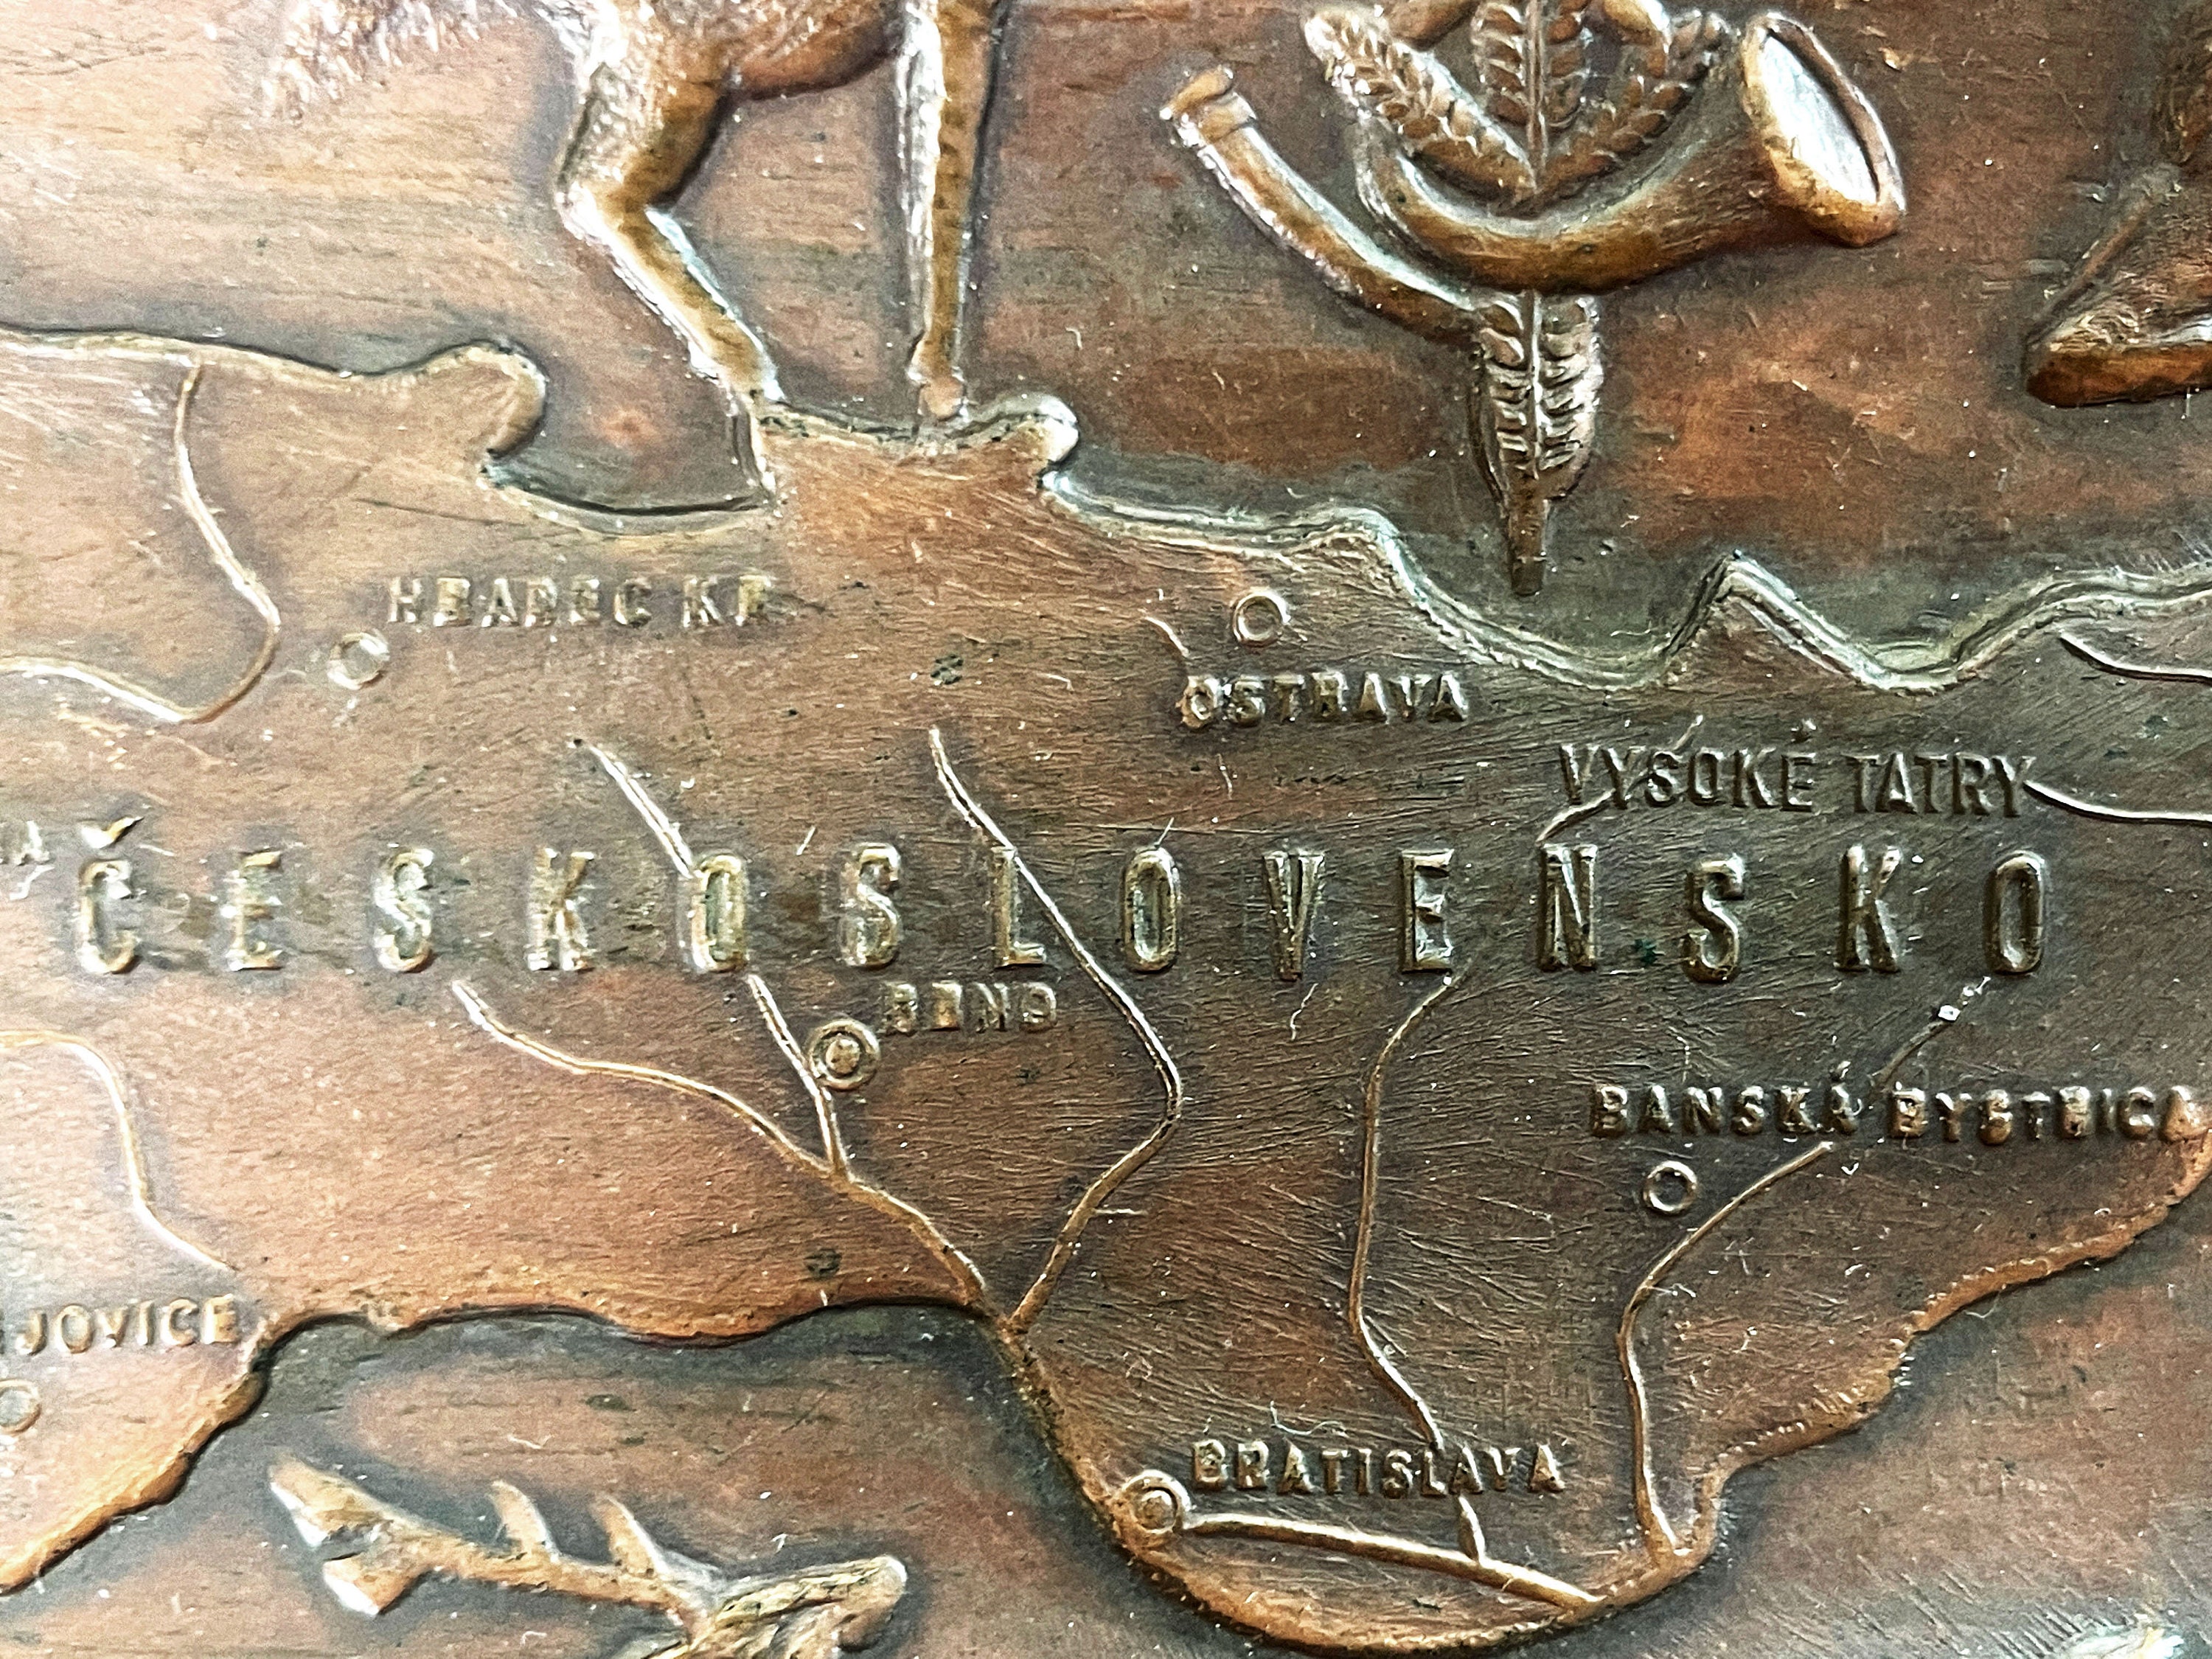 HRADEC KR
OSTRAVA
VYSOKÉ TATRY
ČESKOSLOVENSKO
BRNO
BANSKÁ BYSTRICA
JOVICE
BRATISLAVA